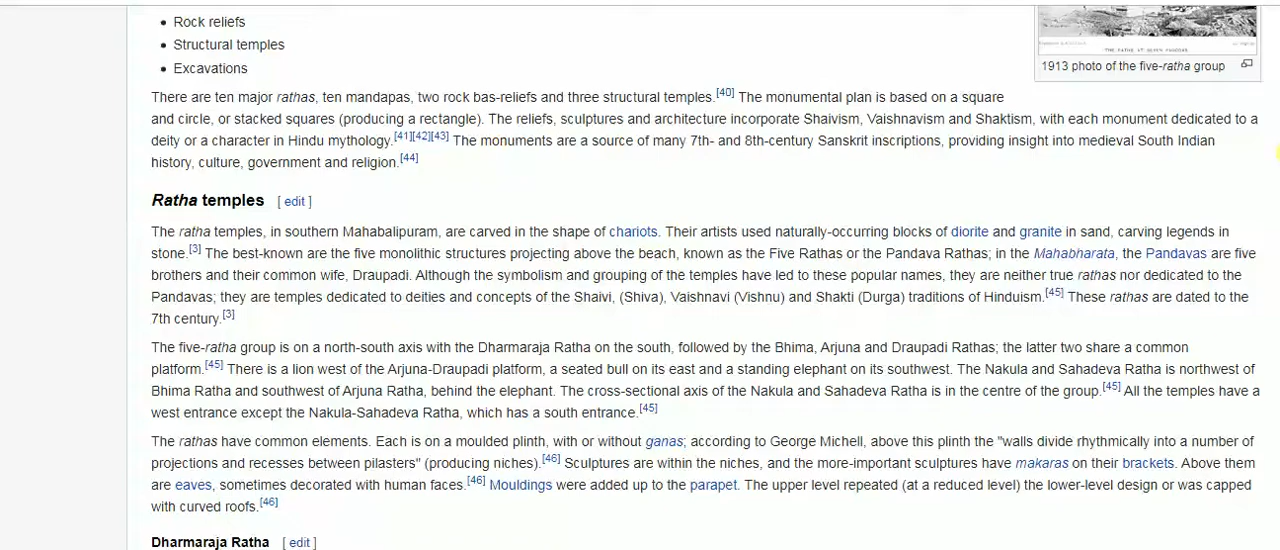 Rock reliefs
Structural temples
Excavations
1913 photo of the five-ratha group
There are ten major rathas, ten mandapas, two rock bas-reliefs and three structural temples.[40] The monumental plan is based on a square
and circle, or stacked squares (producing a rectangle). The reliefs, sculptures and architecture incorporate Shaivism, Vaishnavism and Shaktism, with each monument dedicated to a
deity or a character in Hindu mythology.[41][42][43] The monuments are a source of many 7th- and 8th-century Sanskrit inscriptions, providing insight into medieval South Indian
history, culture, government and religion.[44]
Ratha temples [ edit ]
The ratha temples, in southern Mahabalipuram, are carved in the shape of chariots. Their artists used naturally-occurring blocks of diorite and granite in sand, carving legends in
stone.[3] The best-known are the five monolithic structures projecting above the beach, known as the Five Rathas or the Pandava Rathas; in the Mahabharata, the Pandavas are five
brothers and their common wife, Draupadi. Although the symbolism and grouping of the temples have led to these popular names, they are neither true rathas nor dedicated to the
Pandavas; they are temples dedicated to deities and concepts of the Shaivi, (Shiva), Vaishnavi (Vishnu) and Shakti (Durga) traditions of Hinduism.[45] These rathas are dated to the
7th century.[3]
The five-ratha group is on a north-south axis with the Dharmaraja Ratha on the south, followed by the Bhima, Arjuna and Draupadi Rathas; the latter two share a common
platform.[45] There is a lion west of the Arjuna-Draupadi platform, a seated bull on its east and a standing elephant on its southwest. The Nakula and Sahadeva Ratha is northwest of
Bhima Ratha and southwest of Arjuna Ratha, behind the elephant. The cross-sectional axis of the Nakula and Sahadeva Ratha is in the centre of the group.[45] All the temples have a
west entrance except the Nakula-Sahadeva Ratha, which has a south entrance.[45]
The rathas have common elements. Each is on a moulded plinth, with or without ganas; according to George Michell, above this plinth the "walls divide rhythmically into a number of
projections and recesses between pilasters" (producing niches).[46] Sculptures are within the niches, and the more-important sculptures have makaras on their brackets. Above them
are eaves, sometimes decorated with human faces.[46] Mouldings were added up to the parapet. The upper level repeated (at a reduced level) the lower-level design or was capped
with curved roofs.[46]
Dharmaraja Ratha [ edit ]